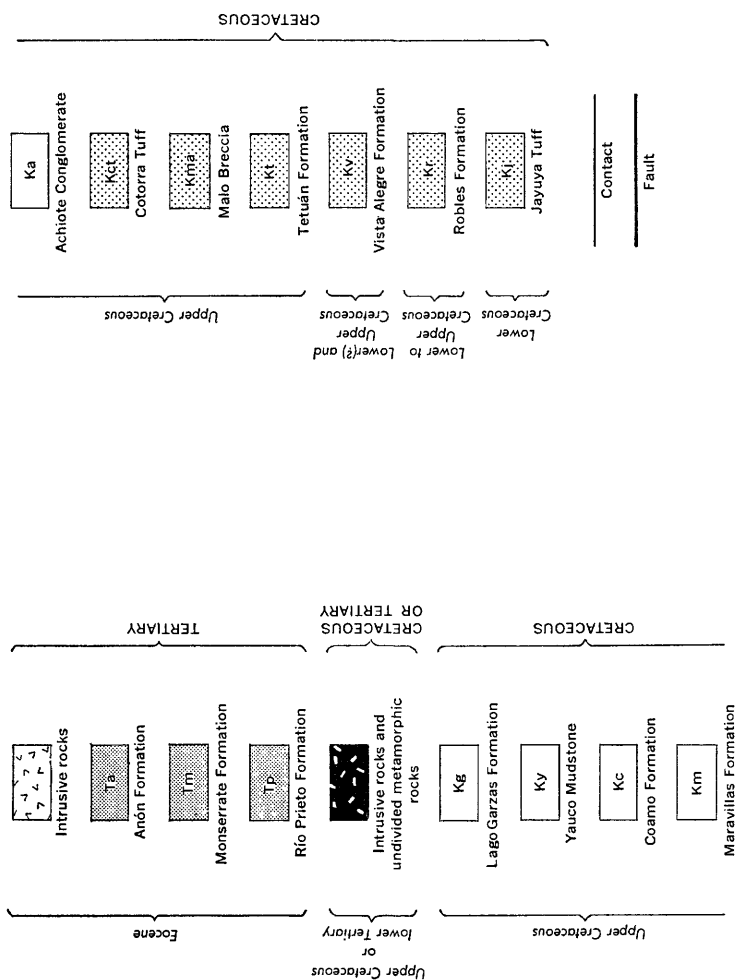 Eocene
TERTIARY
Intrusive rocks
Ta
Anón Formation
Tm
Monserrate Formation
Tp
Río Prieto Formation
Upper Cretaceous
or
lower Tertiary
CRETACEOUS
OR TERTIARY
Intrusive rocks and
undivided metamorphic
rocks
Upper Cretaceous
CRETACEOUS
Kg
Lago Garzas Formation
Ky
Yauco Mudstone
Kc
Coamo Formation
Km
Maravillas Formation
Upper Cretaceous
CRETACEOUS
Ka
Achiote Conglomerate
Kct
Cotorra Tuff
Kma
Malo Breccia
Kt
Tetuán Formation
Lower(?) and
Upper
Cretaceous
Kv
Vista Alegre Formation
Lower to
Upper
Cretaceous
Kr
Robles Formation
Lower
Cretaceous
Kj
Jayuya Tuff
Contact
Fault